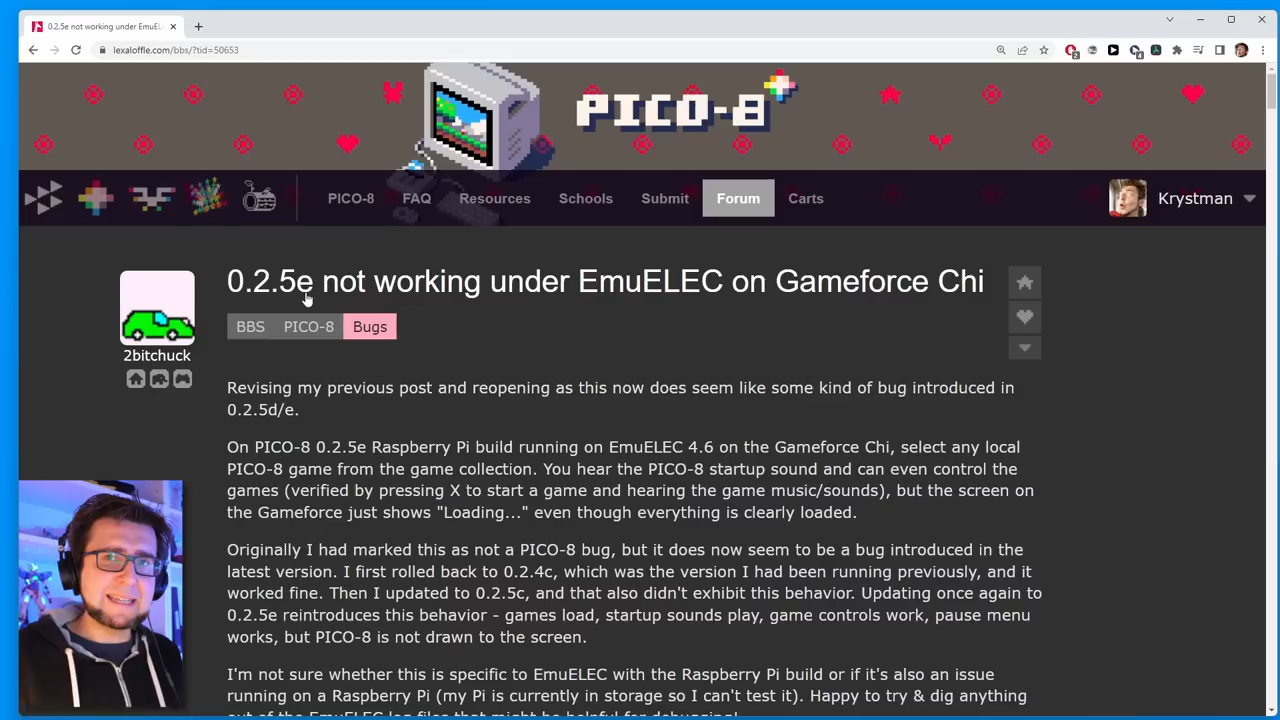 0.2.5e not working under EmuEL
lexaloffle.com/bbs/?tid=50653
PICO-8
PICO-8 FAQ Resources Schools Submit Forum Carts Krystman
0.2.5e not working under EmuELEC on Gameforce Chi
BBS PICO-8 Bugs
2bitchuck
Revising my previous post and reopening as this now does seem like some kind of bug introduced in
0.2.5d/e.
On PICO-8 0.2.5e Raspberry Pi build running on EmuELEC 4.6 on the Gameforce Chi, select any local
PICO-8 game from the game collection. You hear the PICO-8 startup sound and can even control the
games (verified by pressing X to start a game and hearing the game music/sounds), but the screen on
the Gameforce just shows "Loading..." even though everything is clearly loaded.
Originally I had marked this as not a PICO-8 bug, but it does now seem to be a bug introduced in the
latest version. I first rolled back to 0.2.4c, which was the version I had been running previously, and it
worked fine. Then I updated to 0.2.5c, and that also didn't exhibit this behavior. Updating once again to
0.2.5e reintroduces this behavior - games load, startup sounds play, game controls work, pause menu
works, but PICO-8 is not drawn to the screen.
I'm not sure whether this is specific to EmuELEC with the Raspberry Pi build or if it's also an issue
running on a Raspberry Pi (my Pi is currently in storage so I can't test it). Happy to try & dig anything
out of the EmuELEC log files that might be helpful for debugging!